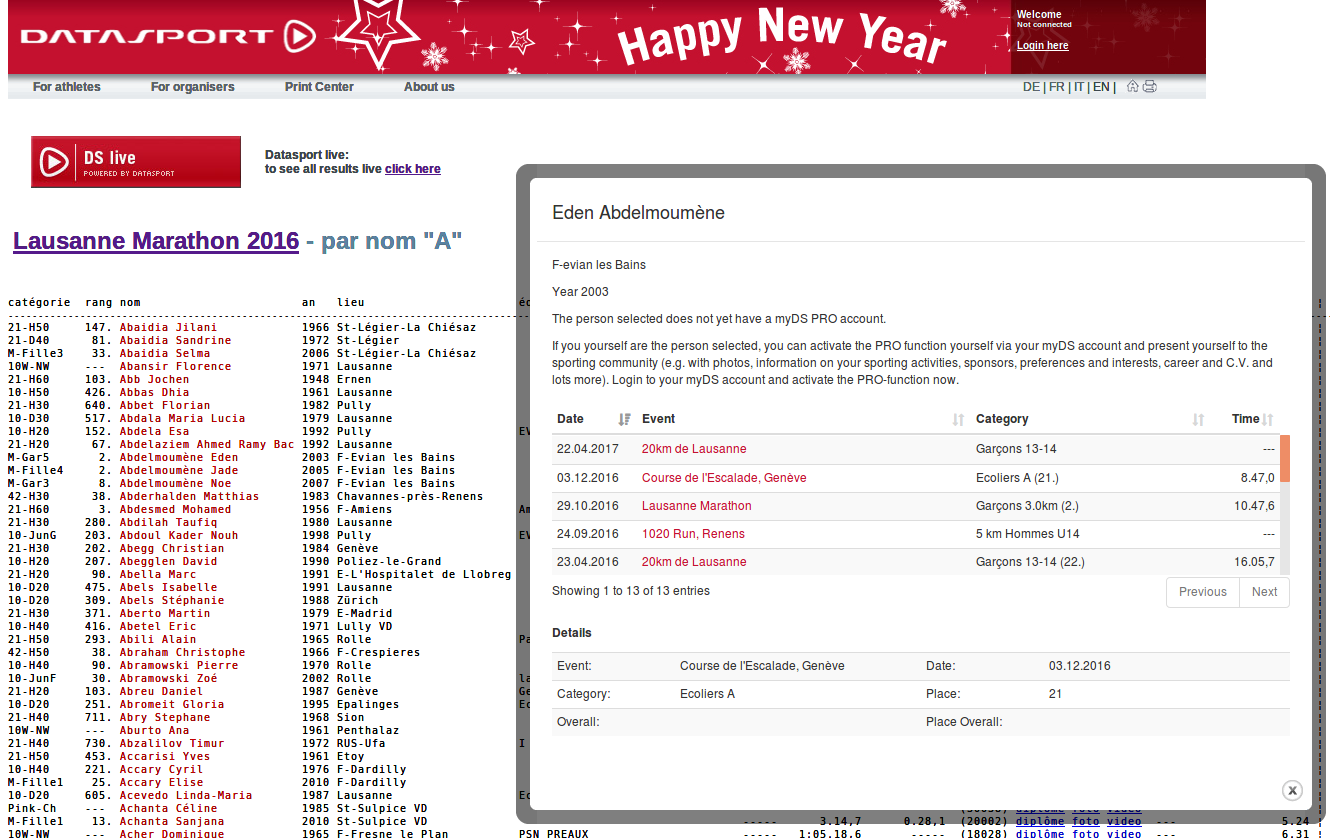 DATASPORT
Happy New Year
Welcome
Not connected
Login here
For athletes For organisers Print Center About us
DE | FR | IT | EN |
DS live
POWERED BY DATASPORT
Datasport live:
to see all results live click here
Lausanne Marathon 2016 - par nom "A"
catégorie rang nom an lieu
21-H50 147. Abaidia Jilani 1966 St-Légier-La Chiésaz
21-D40 81. Abaidia Sandrine 1972 St-Légier
M-Fille3 33. Abaidia Selma 2006 St-Légier-La Chiésaz
10W-NW --- Abansir Florence 1971 Lausanne
21-H60 103. Abb Jochen 1948 Ernen
10-H50 426. Abbas Dhia 1961 Lausanne
21-H30 640. Abbet Florian 1982 Pully
10-D30 517. Abdala Maria Lucia 1979 Lausanne
10-H20 152. Abdela Esa 1992 Pully
21-H20 67. Abdelaziem Ahmed Ramy Bac 1992 Lausanne
M-Gar5 2. Abdelmoumène Eden 2003 F-Evian les Bains
M-Fille4 2. Abdelmoumène Jade 2005 F-Evian les Bains
M-Gar3 8. Abdelmoumène Noe 2007 F-Evian les Bains
42-H30 38. Abderhalden Matthias 1983 Chavannes-près-Renens
21-H60 3. Abdesmed Mohamed 1956 F-Amiens
21-H30 280. Abdilah Taufiq 1980 Lausanne
10-JunG 203. Abdoul Kader Nouh 1998 Pully
21-H30 202. Abegg Christian 1984 Genève
10-H20 207. Abegglen David 1990 Poliez-le-Grand
21-H20 90. Abella Marc 1991 E-L'Hospitalet de Llobreg
10-D20 475. Abels Isabelle 1991 Lausanne
10-D20 309. Abels Stéphanie 1988 Zürich
21-H30 371. Aberto Martin 1979 E-Madrid
10-H40 416. Abetel Eric 1971 Lully VD
21-H50 293. Abili Alain 1965 Rolle
42-H50 38. Abraham Christophe 1966 F-Crespieres
10-H40 90. Abramowski Pierre 1970 Rolle
10-JunF 30. Abramowski Zoé 2002 Rolle
21-H20 103. Abreu Daniel 1987 Genève
10-D20 251. Abromeit Gloria 1995 Epalinges
21-H40 711. Abry Stephane 1968 Sion
10W-NW --- Aburto Ana 1961 Penthalaz
21-H40 730. Abzalilov Timur 1972 RUS-Ufa
21-H50 453. Accarisi Yves 1961 Etoy
10-H40 221. Accary Cyril 1976 F-Dardilly
M-Fille1 25. Accary Elise 2010 F-Dardilly
10-D20 605. Acevedo Linda-Maria 1987 Lausanne
Pink-Ch --- Achanta Céline 1985 St-Sulpice VD
M-Fille1 13. Achanta Sanjana 2010 St-Sulpice VD ----- 3.14,7 0.28,1 (20002) diplôme foto video --- 5.24
10W-NW --- Acher Dominique 1965 F-Fresne le Plan PSN PREAUX ----- 1:05.18,6 ----- (18028) diplôme foto video --- 6.31
Eden Abdelmoumène
F-evian les Bains
Year 2003
The person selected does not yet have a myDS PRO account.
If you yourself are the person selected, you can activate the PRO function yourself via your myDS account and present yourself to the
sporting community (e.g. with photos, information on your sporting activities, sponsors, preferences and interests, career and C.V. and
lots more). Login to your myDS account and activate the PRO-function now.
Date Event Category Time
22.04.2017 20km de Lausanne Garçons 13-14 ---
03.12.2016 Course de l'Escalade, Genève Ecoliers A (21.) 8.47,0
29.10.2016 Lausanne Marathon Garçons 3.0km (2.) 10.47,6
24.09.2016 1020 Run, Renens 5 km Hommes U14 ---
23.04.2016 20km de Lausanne Garçons 13-14 (22.) 16.05,7
Showing 1 to 13 of 13 entries
Previous Next
Details
Event: Course de l'Escalade, Genève Date: 03.12.2016
Category: Ecoliers A Place: 21
Overall: Place Overall: